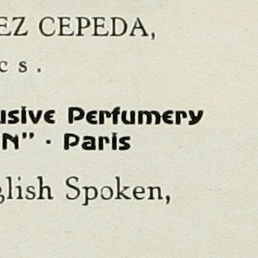 EZ CEPEDA,
cs.
usive Perfumery
N” · Paris
glish Spoken,